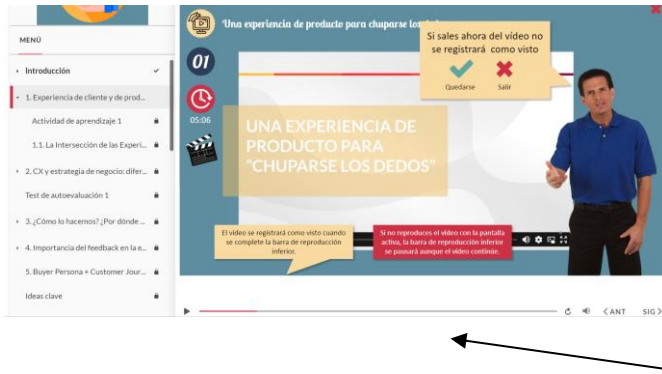 MENÚ
Introducción
1. Experiencia de cliente y de prod...
Actividad de aprendizaje 1
1.1. La Intersección de las Experi...
2. CX y estrategia de negocio: difer...
Test de autoevaluación 1
3. ¿Cómo lo hacemos? ¿Por dónde ...
4. Importancia del feedback en la e...
5. Buyer Persona + Customer Jour...
Ideas clave
Una experiencia de producto para chuparse
01
05:06
Si sales ahora del vídeo no
se registrará como visto
Quedarse
Salir
UNA EXPERIENCIA DE
PRODUCTO PARA
"CHUPARSE LOS DEDOS"
El vídeo se registrará como visto cuando
se complete la barra de reproducción
inferior.
Si no reproduces el vídeo con la pantalla
activa, la barra de reproducción inferior
se pausará aunque el vídeo continúe.
< ANT
SIG >